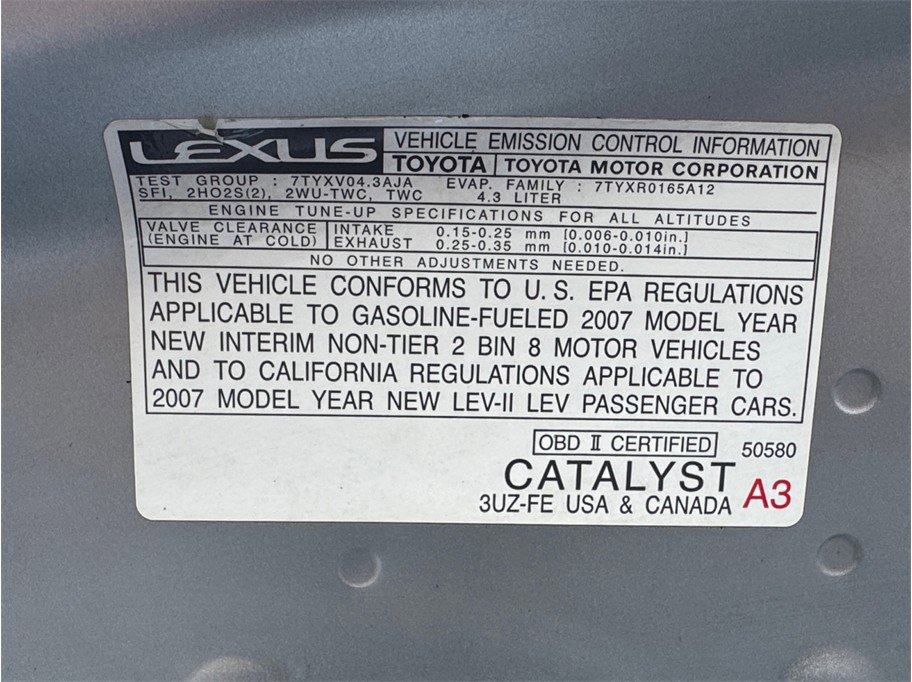 LEXUS VEHICLE EMISSION CONTROL INFORMATION
TOYOTA TOYOTA MOTOR CORPORATION
TEST GROUP : 7TYXV04.3AJA EVAP. FAMILY : 7TYXR0165A12
SFI, 2HO2S(2), 2WU-TWC, TWC 4.3 LITER
ENGINE TUNE-UP SPECIFICATIONS FOR ALL ALTITUDES
VALVE CLEARANCE INTAKE 0.15-0.25 mm [0.006-0.010in.]
(ENGINE AT COLD) EXHAUST 0.25-0.35 mm [0.010-0.014in.]
NO OTHER ADJUSTMENTS NEEDED.
THIS VEHICLE CONFORMS TO U.S. EPA REGULATIONS
APPLICABLE TO GASOLINE-FUELED 2007 MODEL YEAR
NEW INTERIM NON-TIER 2 BIN 8 MOTOR VEHICLES
AND TO CALIFORNIA REGULATIONS APPLICABLE TO
2007 MODEL YEAR NEW LEV-II LEV PASSENGER CARS.
OBD II CERTIFIED 50580
CATALYST
3UZ-FE USA & CANADA A3